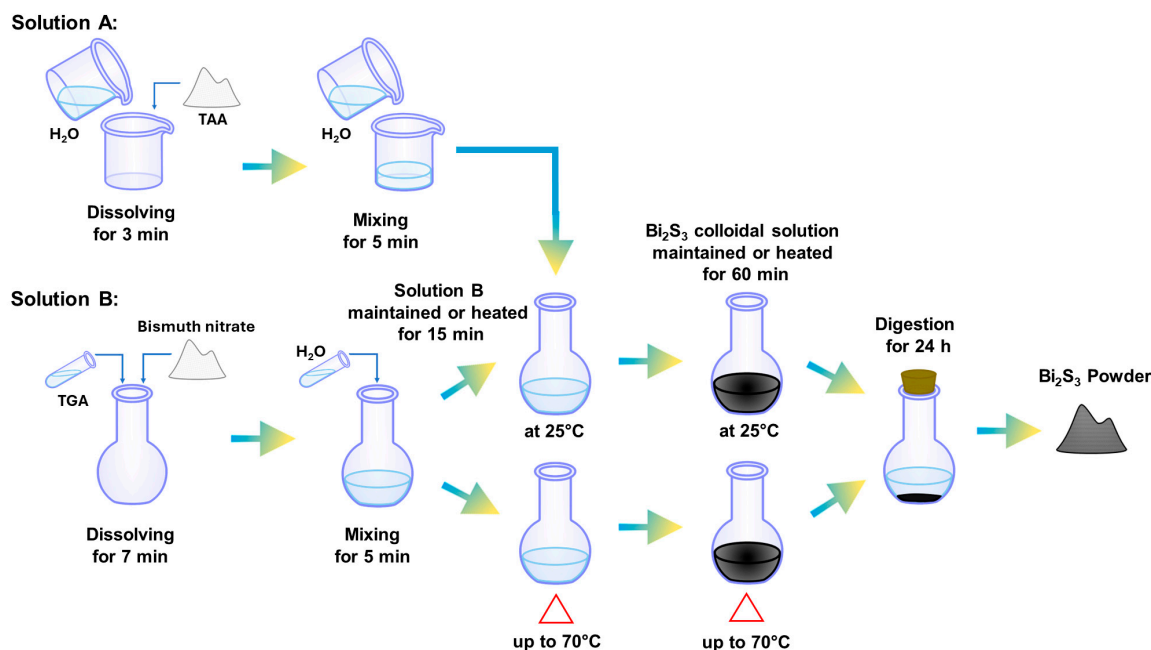 Solution A:
H₂O
TAA
Dissolving
for 3 min
H₂O
Mixing
for 5 min
Solution B:
TGA
Bismuth nitrate
Dissolving
for 7 min
H₂O
Mixing
for 5 min
Solution B
maintained or heated
for 15 min
at 25°C
up to 70°C
Bi₂S₃ colloidal solution
maintained or heated
for 60 min
at 25°C
up to 70°C
Digestion
for 24 h
Bi₂S₃ Powder